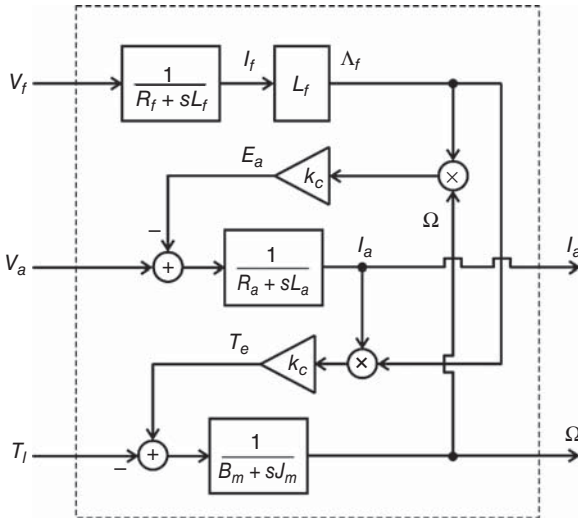 V_f
1
R_f + sL_f
I_f
L_f
Λ_f
E_a
k_c
×
Ω
−
V_a
+
1
R_a + sL_a
I_a
I_a
T_e
k_c
×
T_l
−
+
1
B_m + sJ_m
Ω